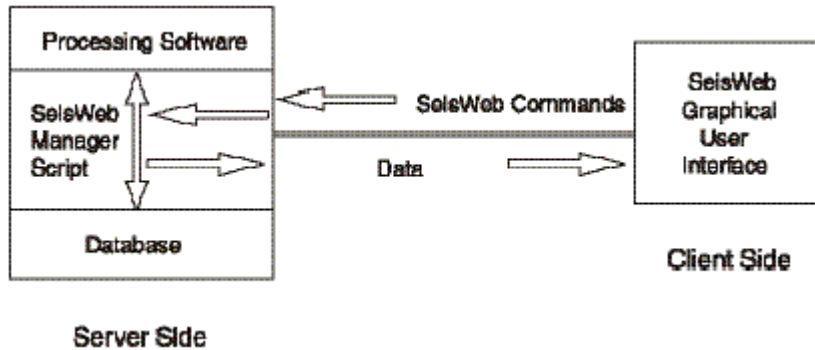 Processing Software
SeisWeb
Manager
Script
Database
Server Side
SeisWeb Commands
Data
SeisWeb
Graphical
User
Interface
Client Side